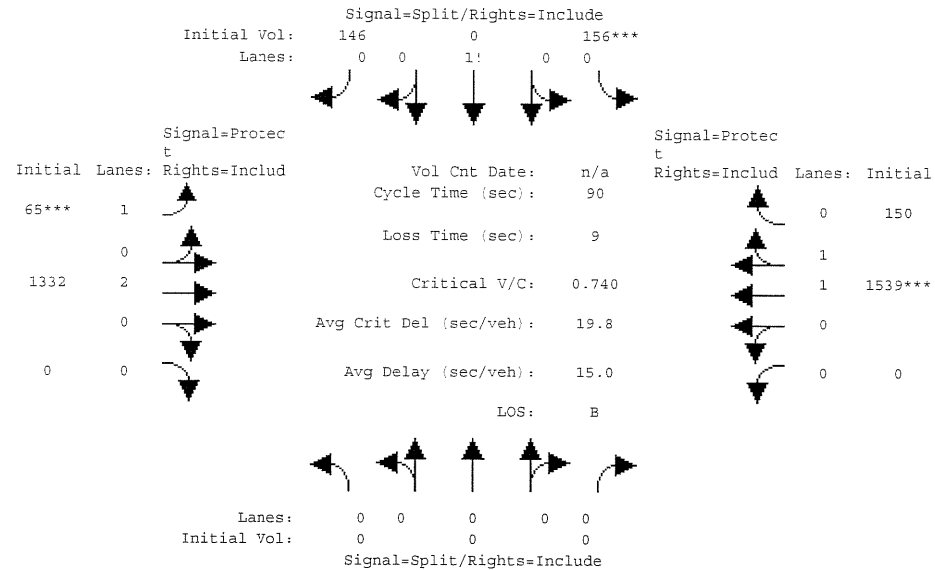 Signal=Split/Rights=Include
Initial Vol: 146 0 156***
Lanes: 0 0 1! 0 0
Signal=Protec
t
Rights=Includ
Signal=Protec
t
Rights=Includ
Initial Lanes:
Vol Cnt Date: n/a
Lanes: Initial
Cycle Time (sec): 90
65*** 1
0 150
Loss Time (sec): 9
0
1
1332 2
Critical V/C: 0.740
1 1539***
0
Avg Crit Del (sec/veh): 19.8
0
0 0
Avg Delay (sec/veh): 15.0
0 0
LOS: B
Lanes: 0 0 0 0 0
Initial Vol: 0 0 0
Signal=Split/Rights=Include